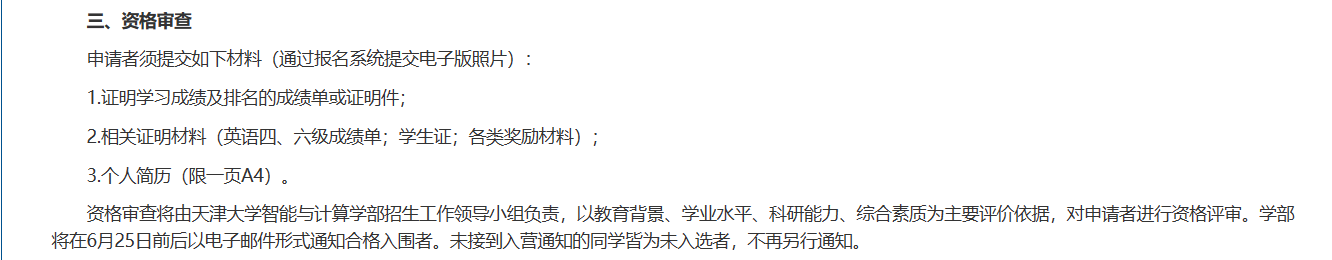 三、资格审查
申请者须提交如下材料（通过报名系统提交电子版照片）：
1.证明学习成绩及排名的成绩单或证明件；
2.相关证明材料（英语四、六级成绩单；学生证；各类奖励材料）；
3.个人简历（限一页A4）。
资格审查将由天津大学智能与计算学部招生工作领导小组负责，以教育背景、学业水平、科研能力、综合素质为主要评价依据，对申请者进行资格评审。学部
将在6月25日前后以电子邮件形式通知合格入围者。未接到入营通知的同学皆为未入选者，不再另行通知。